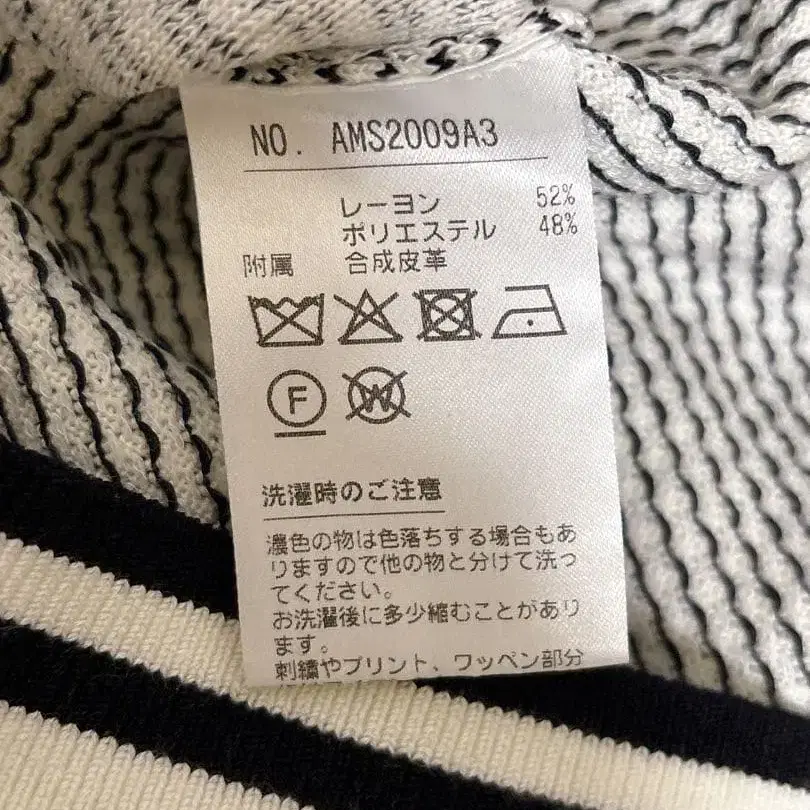 NO. AMS2009A3
レーヨン 52%
ポリエステル 48%
附属 合成皮革
F W
洗濯時のご注意
濃色の物は色落ちする場合もあ
りますので他の物と分けて洗っ
てください。
お洗濯後に多少縮むことがあり
ます。
刺繍やプリント、ワッペン部分